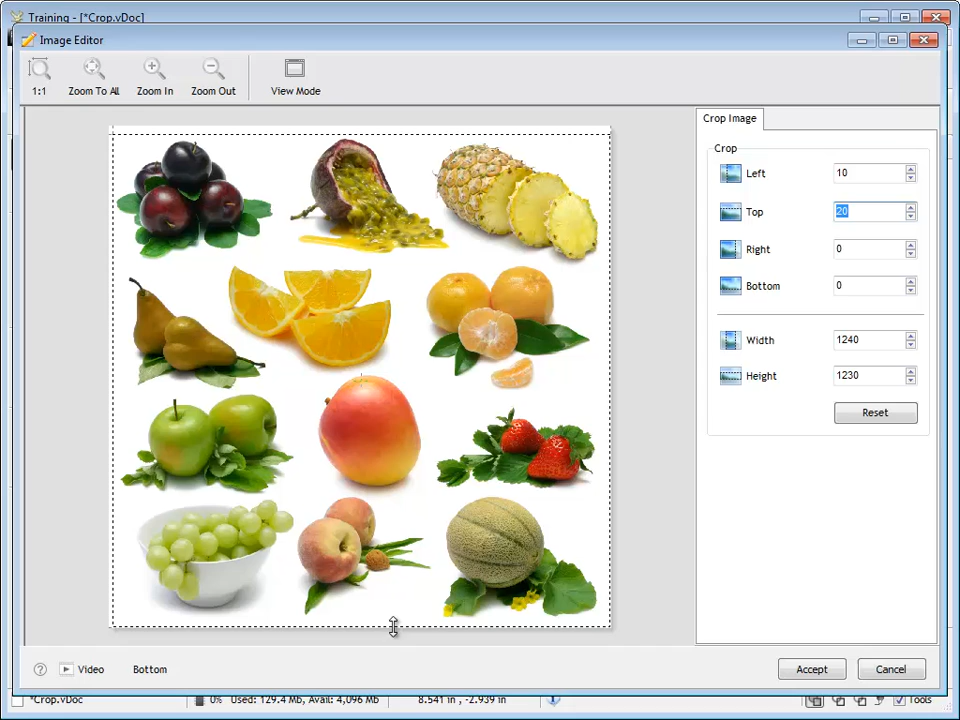 Training - [*Crop.vDoc]
Image Editor
1:1
Zoom To All
Zoom In
Zoom Out
View Mode
Crop Image
Crop
Left 10
Top 20
Right 0
Bottom 0
Width 1240
Height 1230
Reset
Video
Bottom
Accept
Cancel
*Crop.vDoc
0%
Used: 129.4 Mb, Avail: 4,096 Mb
8.541 in , -2.939 in
Tools